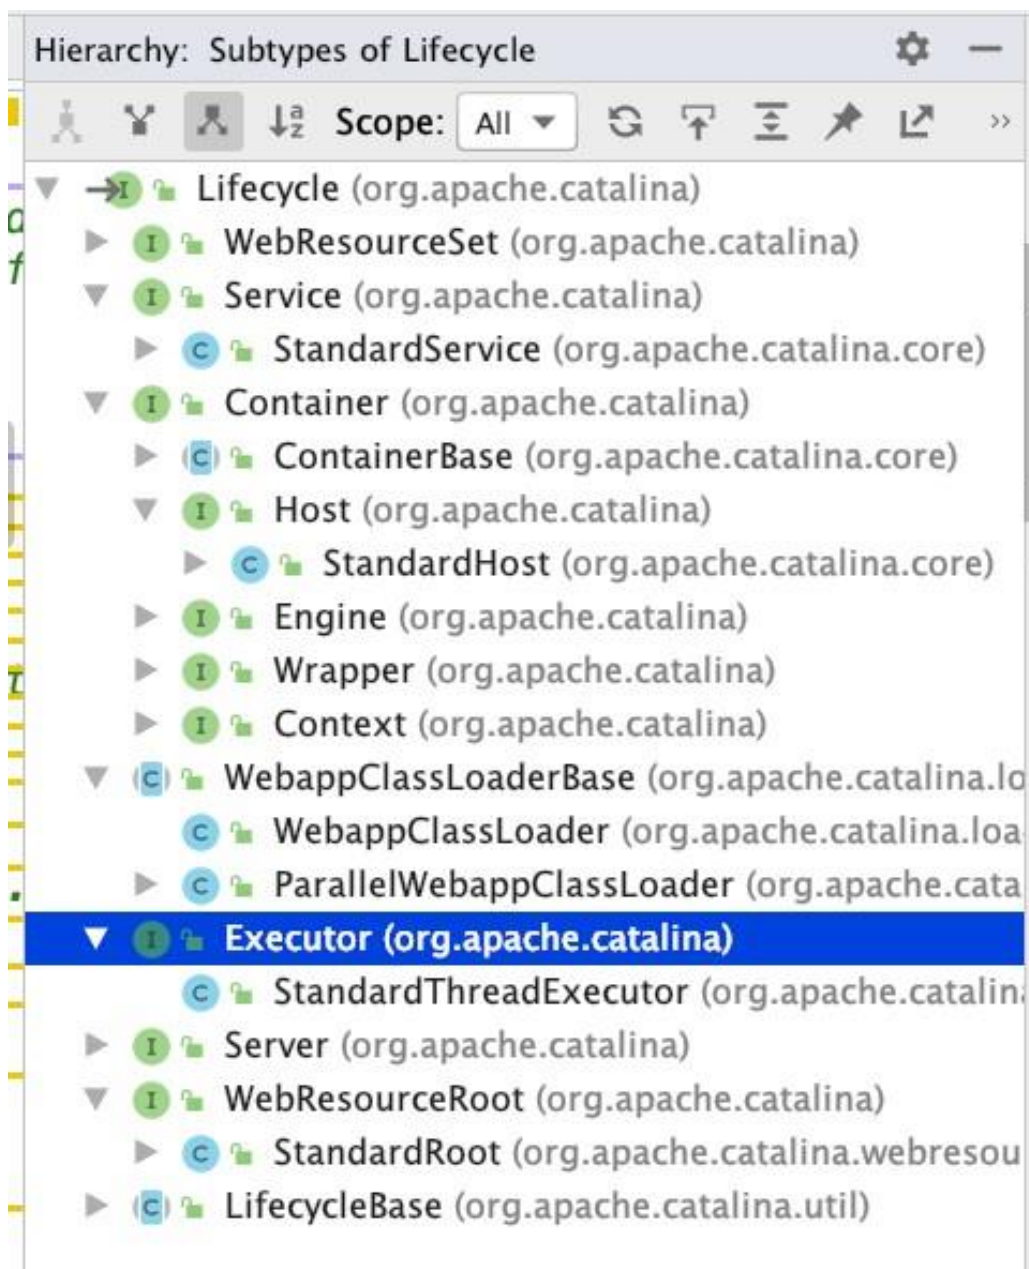 Hierarchy: Subtypes of Lifecycle
Scope: All
Lifecycle (org.apache.catalina)
WebResourceSet (org.apache.catalina)
Service (org.apache.catalina)
StandardService (org.apache.catalina.core)
Container (org.apache.catalina)
ContainerBase (org.apache.catalina.core)
Host (org.apache.catalina)
StandardHost (org.apache.catalina.core)
Engine (org.apache.catalina)
Wrapper (org.apache.catalina)
Context (org.apache.catalina)
WebappClassLoaderBase (org.apache.catalina.lo
WebappClassLoader (org.apache.catalina.loa
ParallelWebappClassLoader (org.apache.cata
Executor (org.apache.catalina)
StandardThreadExecutor (org.apache.catalin
Server (org.apache.catalina)
WebResourceRoot (org.apache.catalina)
StandardRoot (org.apache.catalina.webresou
LifecycleBase (org.apache.catalina.util)